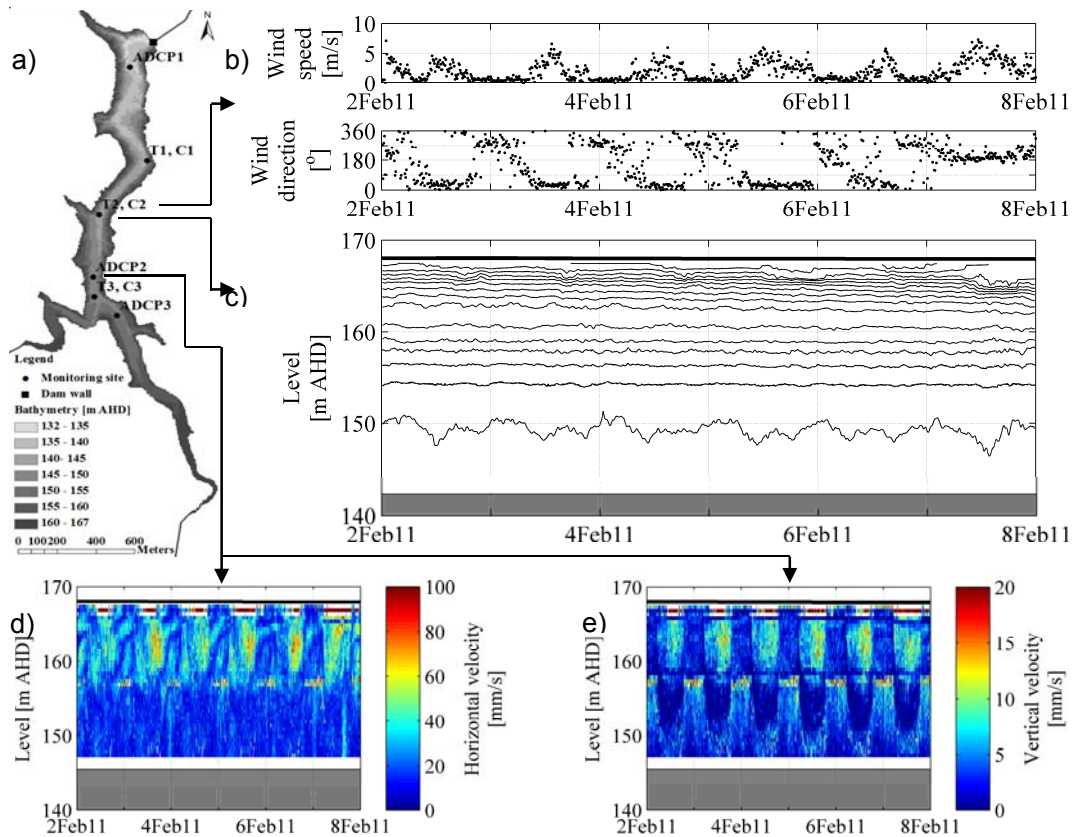 a)
N
ADCP1
T1, C1
T2, C2
ADCP2
T3, C3
ADCP3
Legend
Monitoring site
Dam wall
Bathymetry [m AHD]
132 - 135
135 - 140
140- 145
145 - 150
150 - 155
155 - 160
160 - 167
0 100 200 400 600
Meters
b)
Wind speed [m/s]
10
5
0
2Feb11 4Feb11 6Feb11 8Feb11
Wind direction [°]
360
180
0
2Feb11 4Feb11 6Feb11 8Feb11
c)
Level [m AHD]
170
160
150
140
2Feb11 4Feb11 6Feb11 8Feb11
d)
Level [m AHD]
170
160
150
140
2Feb11 4Feb11 6Feb11 8Feb11
100
80
60
40
20
0
Horizontal velocity [mm/s]
e)
Level [m AHD]
170
160
150
140
2Feb11 4Feb11 6Feb11 8Feb11
20
15
10
5
0
Vertical velocity [mm/s]